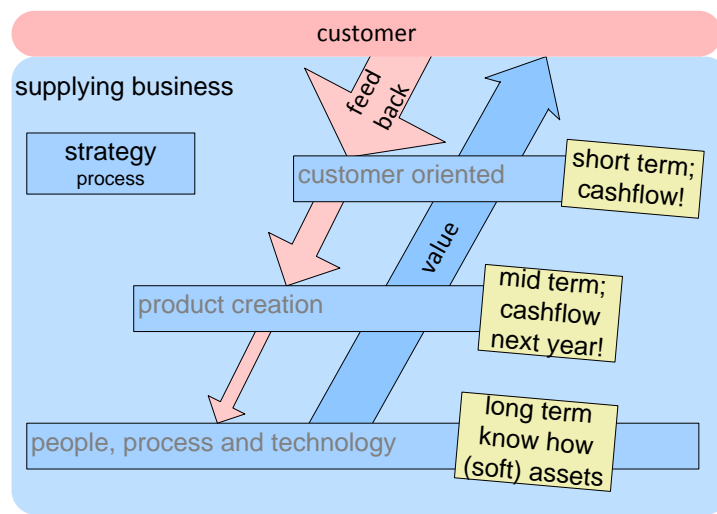 customer
supplying business
feed
back
strategy
process
customer oriented
short term;
cashflow!
value
product creation
mid term;
cashflow
next year!
people, process and technology
long term
know how
(soft) assets